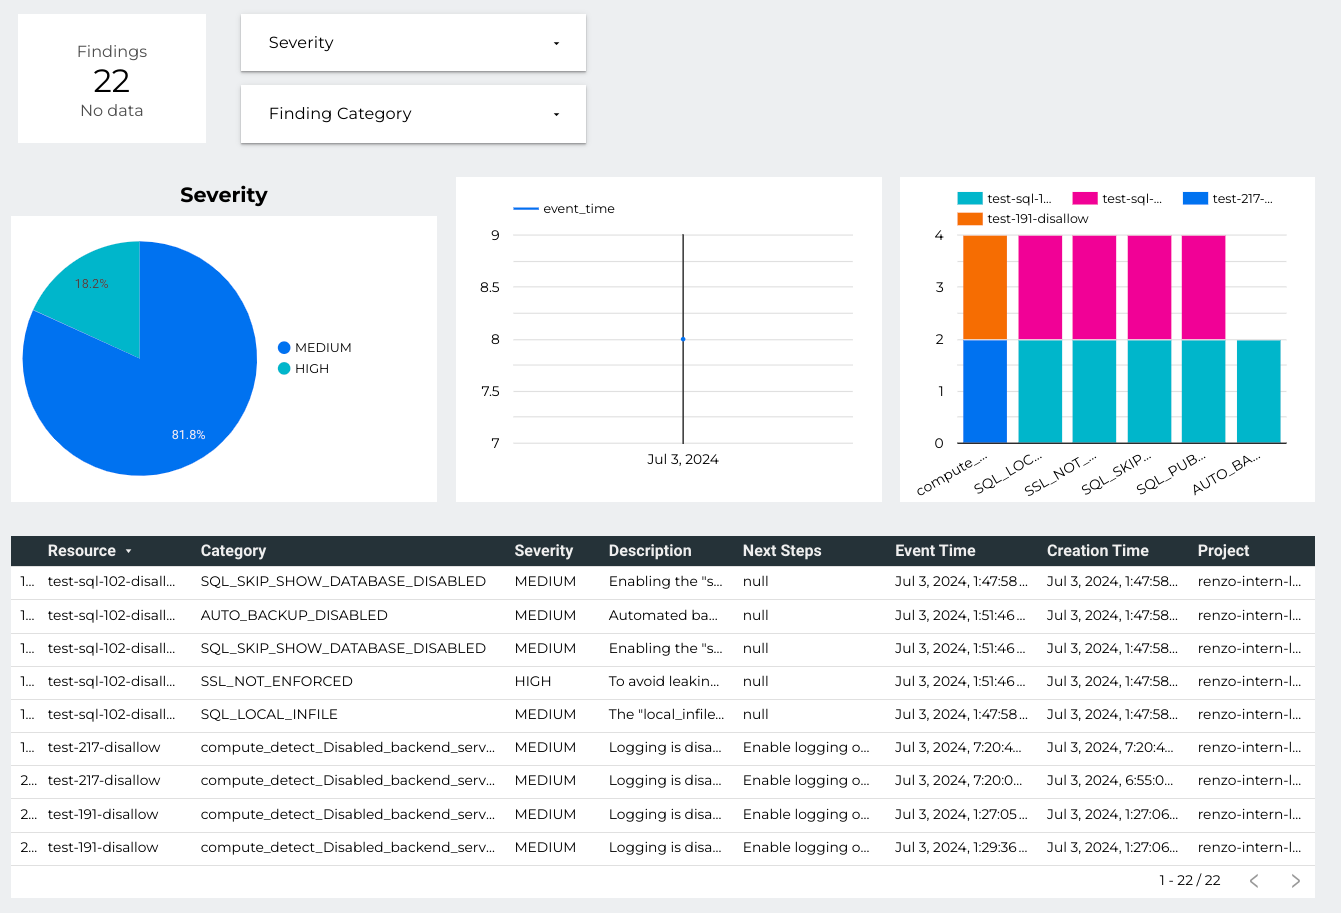 Findings
22
No data
Severity
Finding Category
Severity
18.2%
81.8%
MEDIUM
HIGH
event_time
9
8.5
8
7.5
7
Jul 3, 2024
test-sql-1... test-sql-... test-217-...
test-191-disallow
4
3
2
1
0
compute_... SQL_LOC... SSL_NOT_... SQL_SKIP... SQL_PUB... AUTO_BA...
Resource Category Severity Description Next Steps Event Time Creation Time Project
1... test-sql-102-disall... SQL_SKIP_SHOW_DATABASE_DISABLED MEDIUM Enabling the "s... null Jul 3, 2024, 1:47:58... Jul 3, 2024, 1:47:58... renzo-intern-l...
1... test-sql-102-disall... AUTO_BACKUP_DISABLED MEDIUM Automated ba... null Jul 3, 2024, 1:51:46... Jul 3, 2024, 1:47:58... renzo-intern-l...
1... test-sql-102-disall... SQL_SKIP_SHOW_DATABASE_DISABLED MEDIUM Enabling the "s... null Jul 3, 2024, 1:51:46... Jul 3, 2024, 1:47:58... renzo-intern-l...
1... test-sql-102-disall... SSL_NOT_ENFORCED HIGH To avoid leakin... null Jul 3, 2024, 1:51:46... Jul 3, 2024, 1:47:58... renzo-intern-l...
1... test-sql-102-disall... SQL_LOCAL_INFILE MEDIUM The "local_infile... null Jul 3, 2024, 1:47:58... Jul 3, 2024, 1:47:58... renzo-intern-l...
1... test-217-disallow compute_detect_Disabled_backend_serv... MEDIUM Logging is disa... Enable logging o... Jul 3, 2024, 7:20:4... Jul 3, 2024, 7:20:4... renzo-intern-l...
2... test-217-disallow compute_detect_Disabled_backend_serv... MEDIUM Logging is disa... Enable logging o... Jul 3, 2024, 7:20:0... Jul 3, 2024, 6:55:0... renzo-intern-l...
2... test-191-disallow compute_detect_Disabled_backend_serv... MEDIUM Logging is disa... Enable logging o... Jul 3, 2024, 1:27:05... Jul 3, 2024, 1:27:06... renzo-intern-l...
2... test-191-disallow compute_detect_Disabled_backend_serv... MEDIUM Logging is disa... Enable logging o... Jul 3, 2024, 1:29:36... Jul 3, 2024, 1:27:06... renzo-intern-l...
1 - 22 / 22